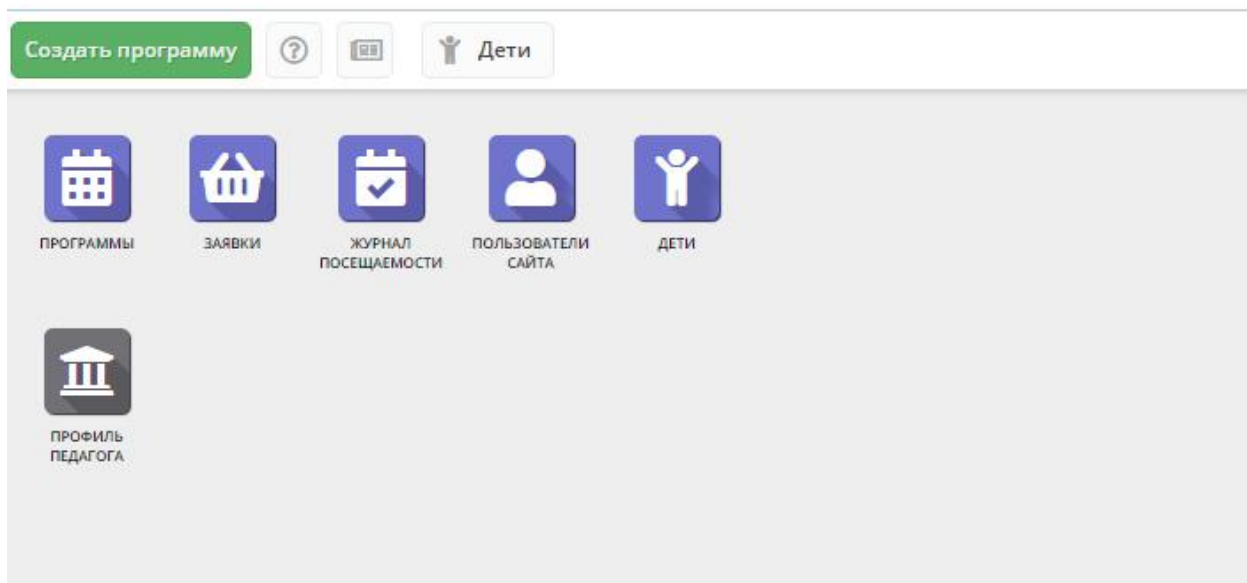 Создать программу
Дети
ПРОГРАММЫ
ЗАЯВКИ
ЖУРНАЛ
ПОСЕЩАЕМОСТИ
ПОЛЬЗОВАТЕЛИ
САЙТА
ДЕТИ
ПРОФИЛЬ
ПЕДАГОГА